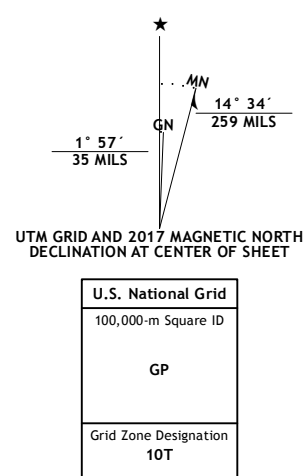 MN
GN
14° 34´
259 MILS
1° 57´
35 MILS
UTM GRID AND 2017 MAGNETIC NORTH
DECLINATION AT CENTER OF SHEET
U.S. National Grid
100,000-m Square ID
GP
Grid Zone Designation
10T